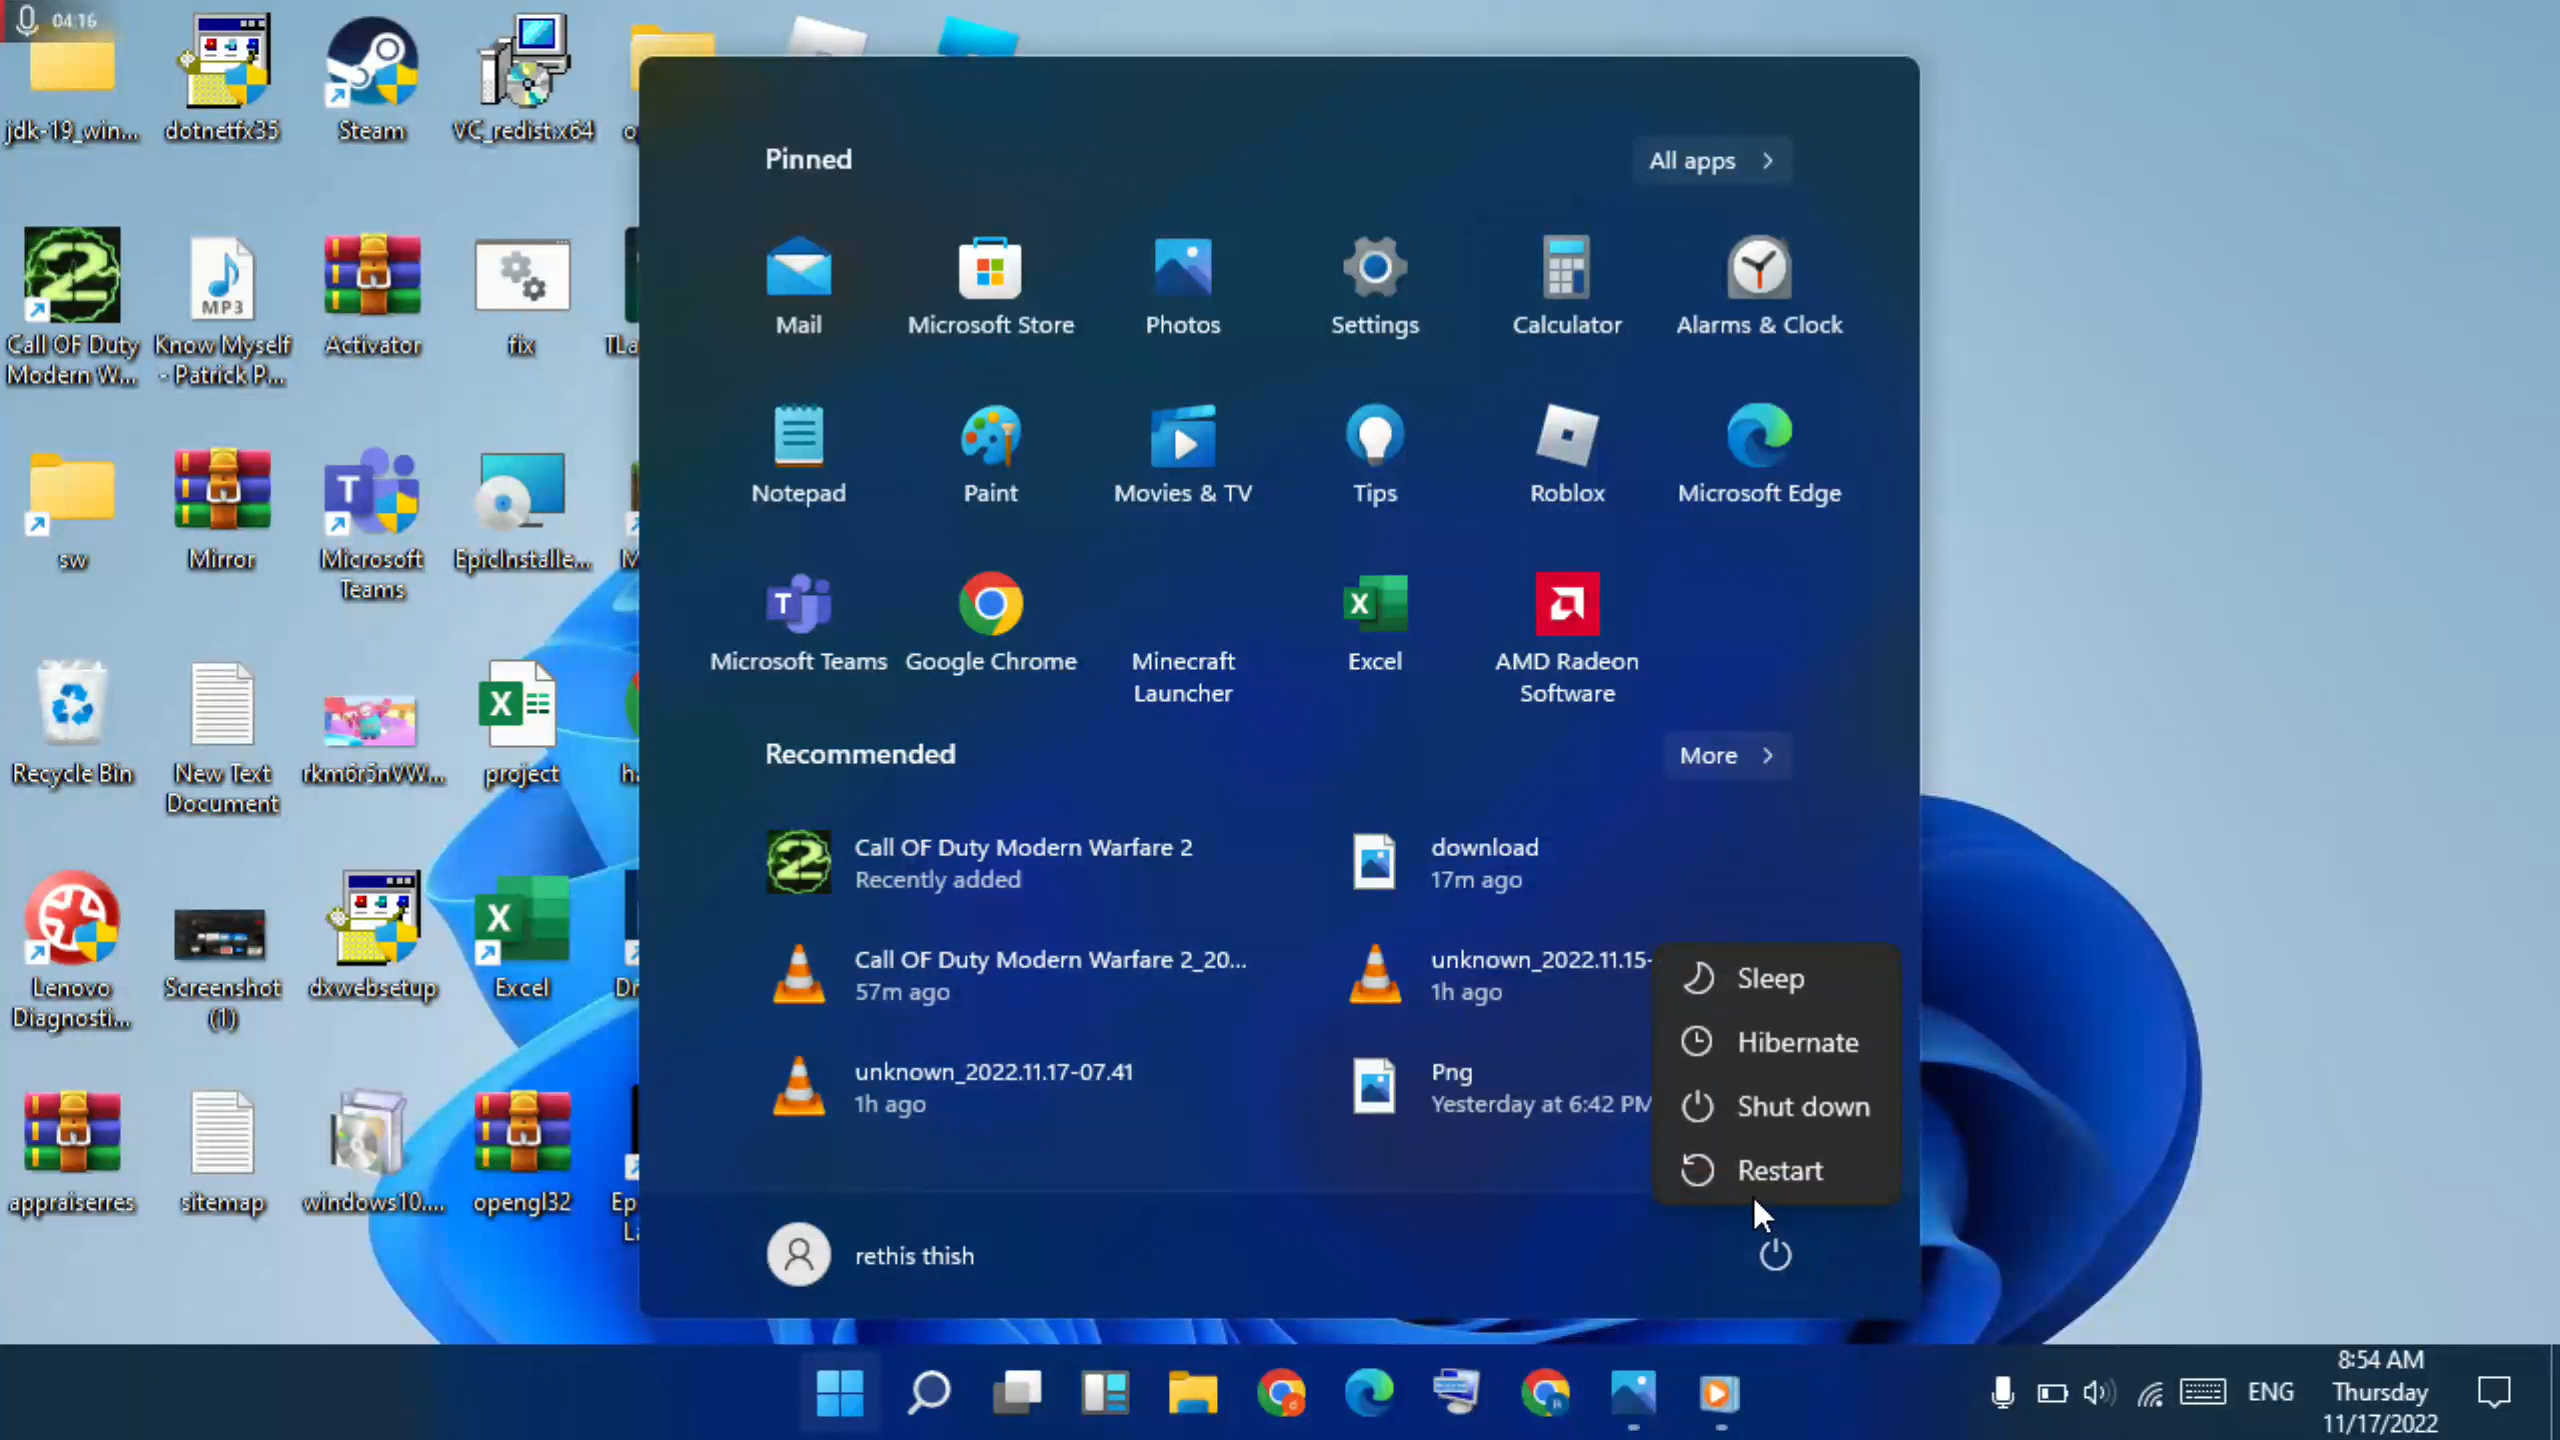 04:16
jdk-19_win...
dotnetfx35
Steam
VC_redist.x64
Call OF Duty
Modern W...
MP3
Know Myself
- Patrick P...
Activator
fix
TLa
sw
Mirror
Microsoft
Teams
EpicInstalle...
Recycle Bin
New Text
Document
rkm6r5nVW...
project
Lenovo
Diagnosti...
Screenshot
(1)
dxwebsetup
Excel
appraiserres
sitemap
windows10....
opengl32
Pinned
All apps
Mail
Microsoft Store
Photos
Settings
Calculator
Alarms & Clock
Notepad
Paint
Movies & TV
Tips
Roblox
Microsoft Edge
Microsoft Teams
Google Chrome
Minecraft
Launcher
Excel
AMD Radeon
Software
Recommended
More
Call OF Duty Modern Warfare 2
Recently added
download
17m ago
Call OF Duty Modern Warfare 2_20...
57m ago
unknown_2022.11.15-
1h ago
unknown_2022.11.17-07.41
1h ago
Png
Yesterday at 6:42 PM
Sleep
Hibernate
Shut down
Restart
rethis thish
ENG
8:54 AM
Thursday
11/17/2022